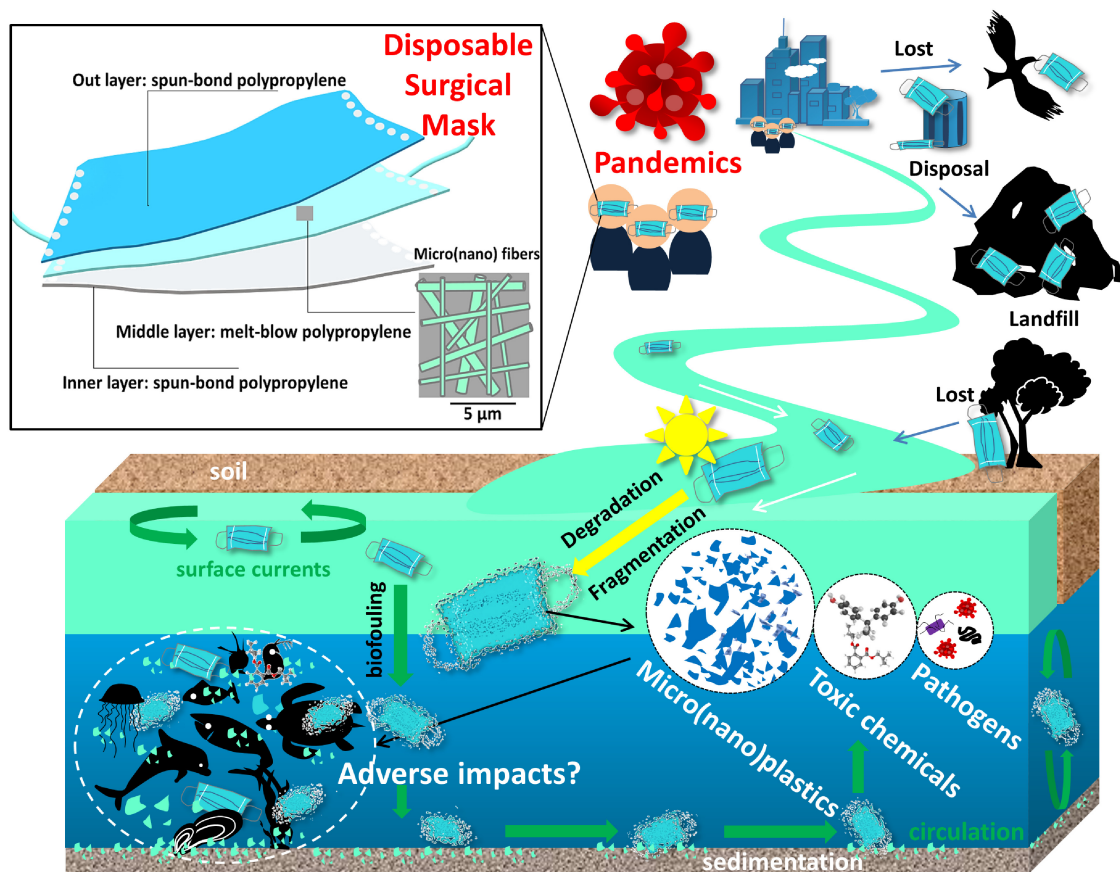 Disposable
Surgical
Mask
Out layer: spun-bond polypropylene
Micro(nano) fibers
Middle layer: melt-blow polypropylene
Inner layer: spun-bond polypropylene
5 μm
Pandemics
Lost
Disposal
Landfill
Lost
soil
surface currents
Degradation
Fragmentation
biofouling
Micro(nano)plastics
Toxic chemicals
Pathogens
Adverse impacts?
circulation
sedimentation